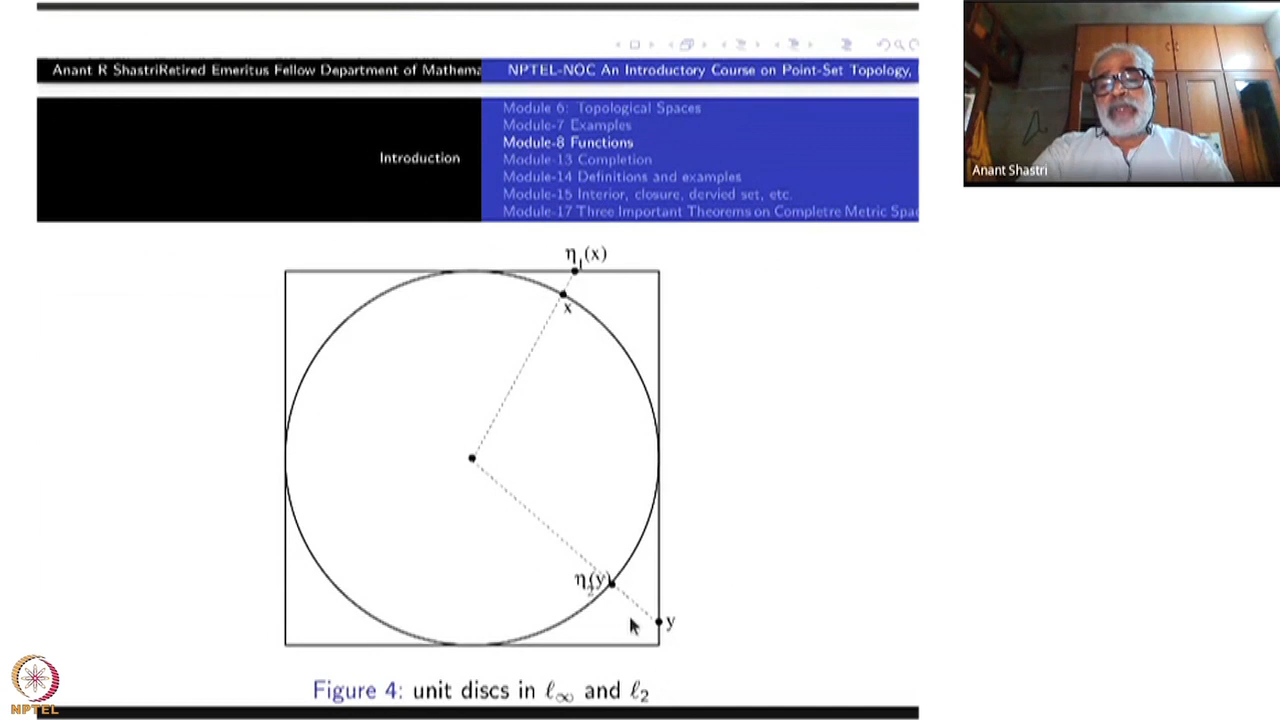 Anant R ShastriRetired Emeritus Fellow Department of Mathema
NPTEL-NOC An Introductory Course on Point-Set Topology,
Introduction
Module 6: Topological Spaces
Module-7 Examples
Module-8 Functions
Module-13 Completion
Module-14 Definitions and examples
Module-15 Interior, closure, dervied set, etc.
Module-17 Three Important Theorems on Completre Metric Spac
η₁(x)
x
η₂(y)
y
Figure 4: unit discs in ℓ∞ and ℓ₂
Anant Shastri
NPTEL